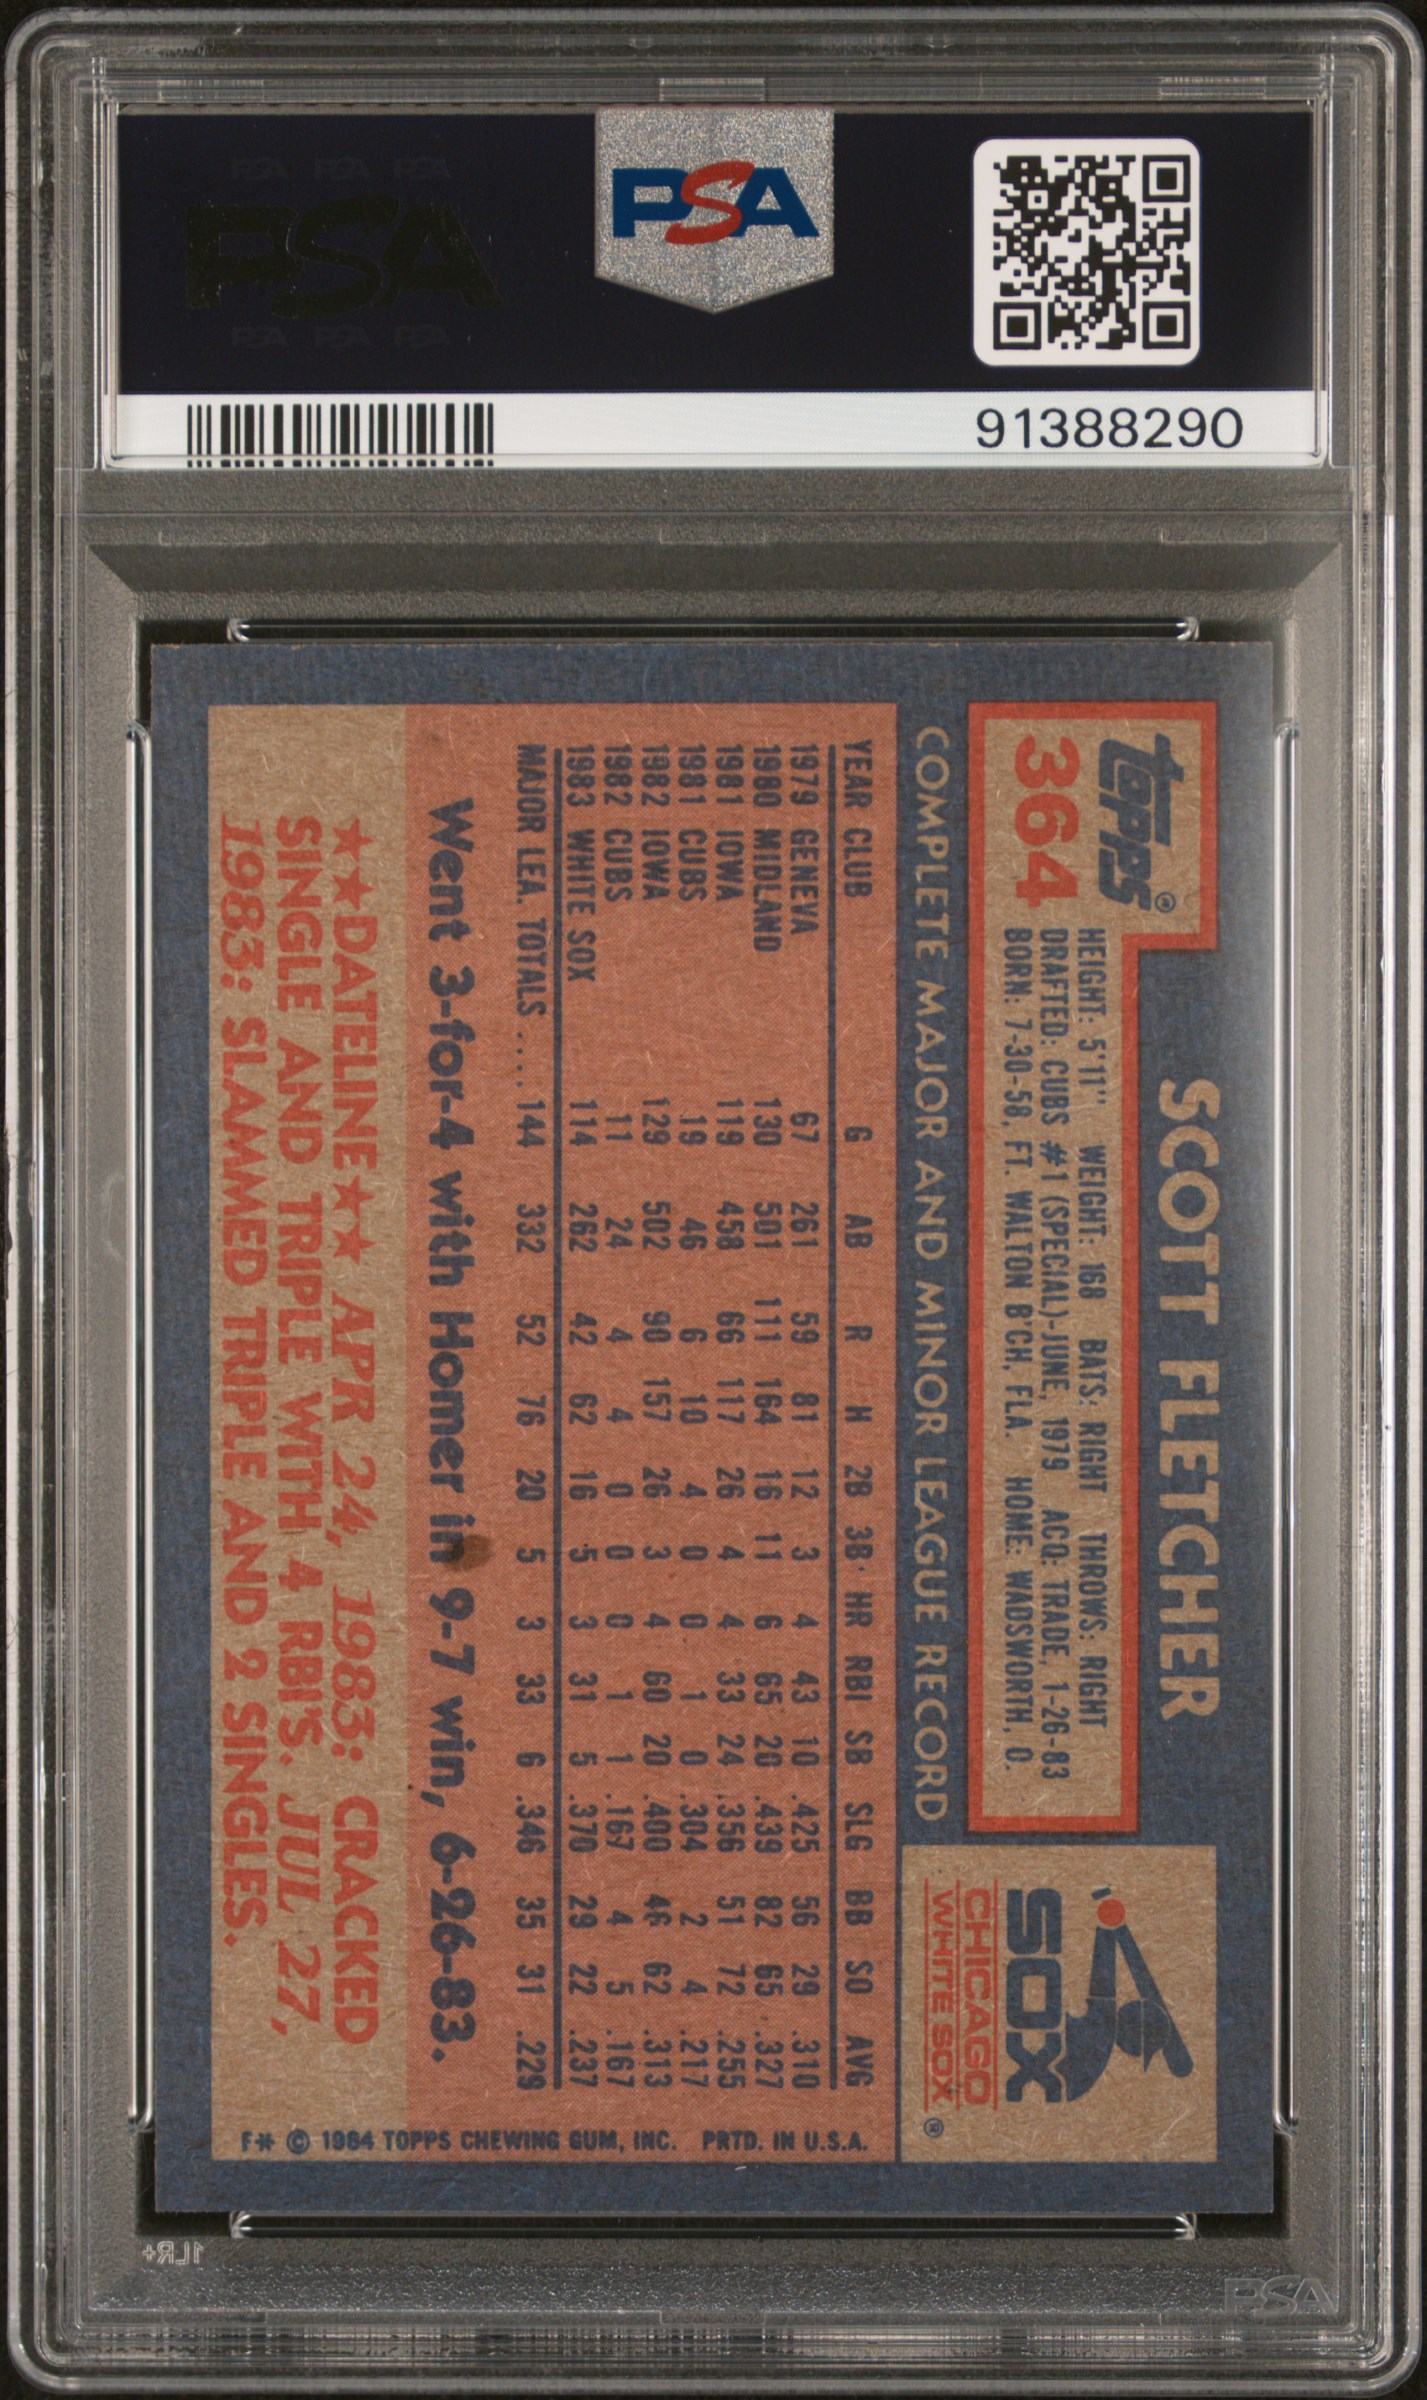 PSA PSA PSA
PSA
PSA PSA PSA
PSA
91388290
Topps®
364
SCOTT FLETCHER
HEIGHT: 5'11" WEIGHT: 168 BATS: RIGHT THROWS: RIGHT
DRAFTED: CUBS #1 (SPECIAL)-JUNE, 1979 ACQ: TRADE, 1-26-83
BORN: 7-30-58, FT. WALTON B'CH, FLA. HOME: WADSWORTH, O.
SOX
CHICAGO
WHITE SOX®
COMPLETE MAJOR AND MINOR LEAGUE RECORD
YEAR CLUB G AB R H 2B 3B HR RBI SB SLG BB SO AVG
1979 GENEVA 67 261 59 81 12 3 4 43 10 .425 56 29 .310
1980 MIDLAND 130 501 111 164 16 11 6 65 20 .439 82 65 .327
1981 IOWA 119 458 66 117 26 4 4 33 24 .356 51 72 .255
1981 CUBS 19 46 6 10 4 0 0 1 0 .304 2 4 .217
1982 IOWA 129 502 90 157 26 3 4 60 20 .400 46 62 .313
1982 CUBS 11 24 4 4 0 0 0 1 1 .167 4 5 .167
1983 WHITE SOX 114 262 42 62 16 5 3 31 5 .370 29 22 .237
MAJOR LEA. TOTALS .... 144 332 52 76 20 5 3 33 6 .346 35 31 .229
Went 3-for-4 with Homer in 9-7 win, 6-26-83.
★★DATELINE★★ APR 24, 1983: CRACKED
SINGLE AND TRIPLE WITH 4 RBI'S. JUL 27,
1983: SLAMMED TRIPLE AND 2 SINGLES.
F* © 1984 TOPPS CHEWING GUM, INC. PRTD. IN U.S.A.
1LR+
PSA